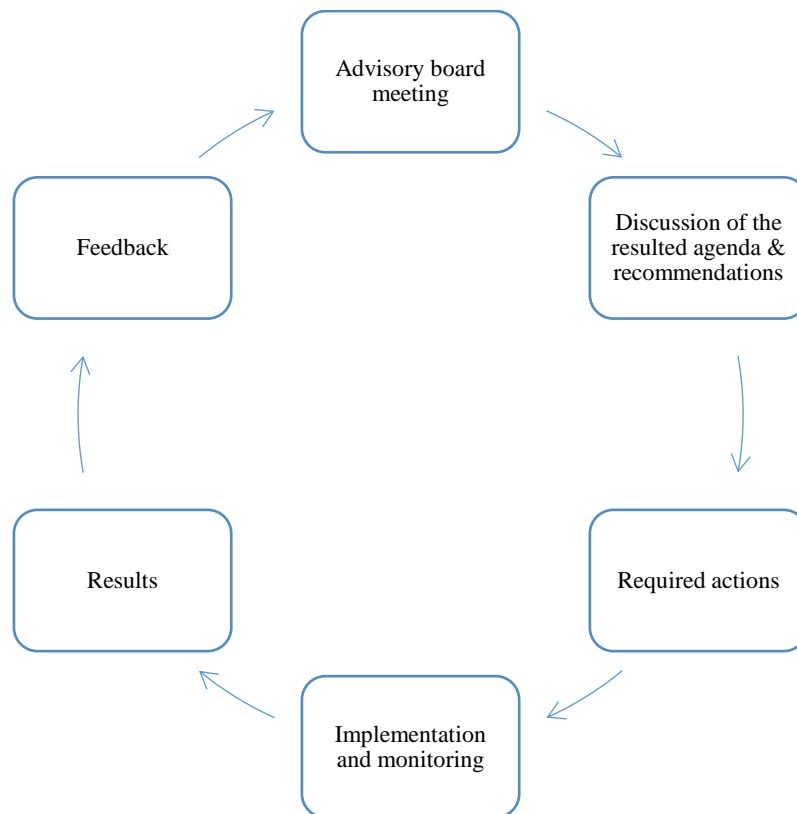 Advisory board
meeting
Discussion of the
resulted agenda &
recommendations
Required actions
Implementation
and monitoring
Results
Feedback